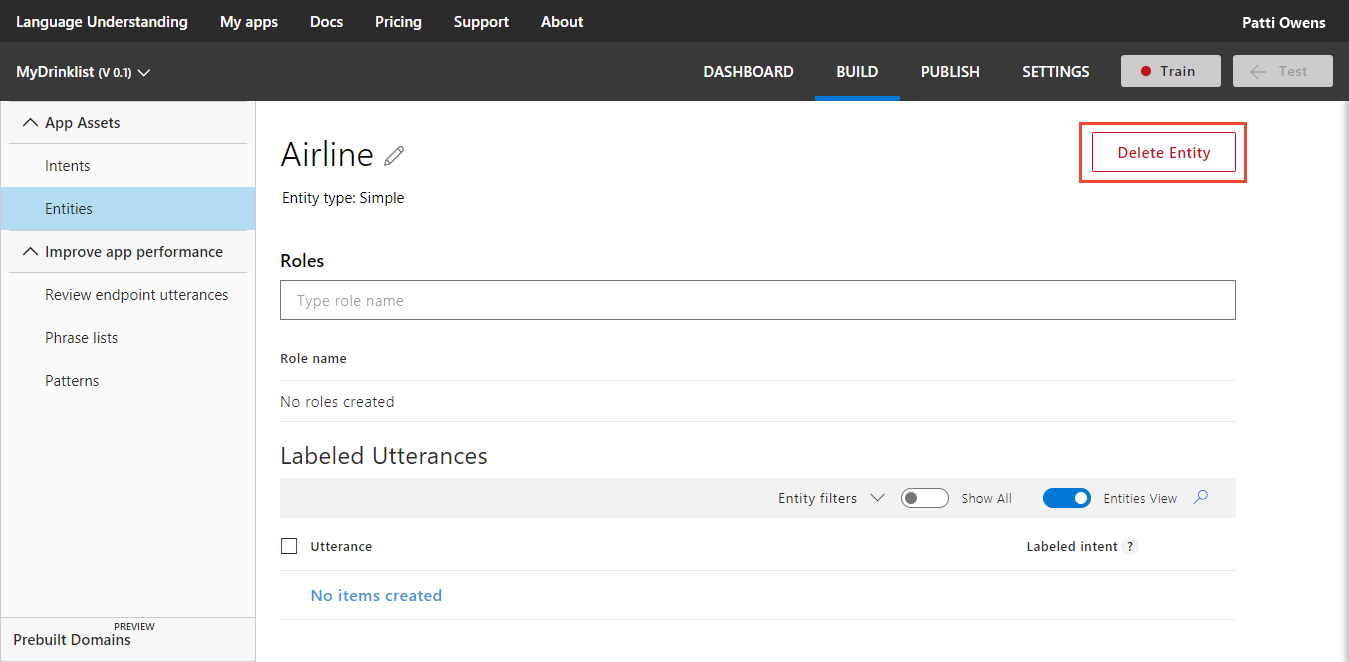 Language Understanding My apps Docs Pricing Support About Patti Owens
MyDrinklist (V 0.1) DASHBOARD BUILD PUBLISH SETTINGS Train Test
App Assets
Intents
Entities
Improve app performance
Review endpoint utterances
Phrase lists
Patterns
PREVIEW
Prebuilt Domains
Airline
Delete Entity
Entity type: Simple
Roles
Type role name
Role name
No roles created
Labeled Utterances
Entity filters Show All Entities View
Utterance Labeled intent ?
No items created